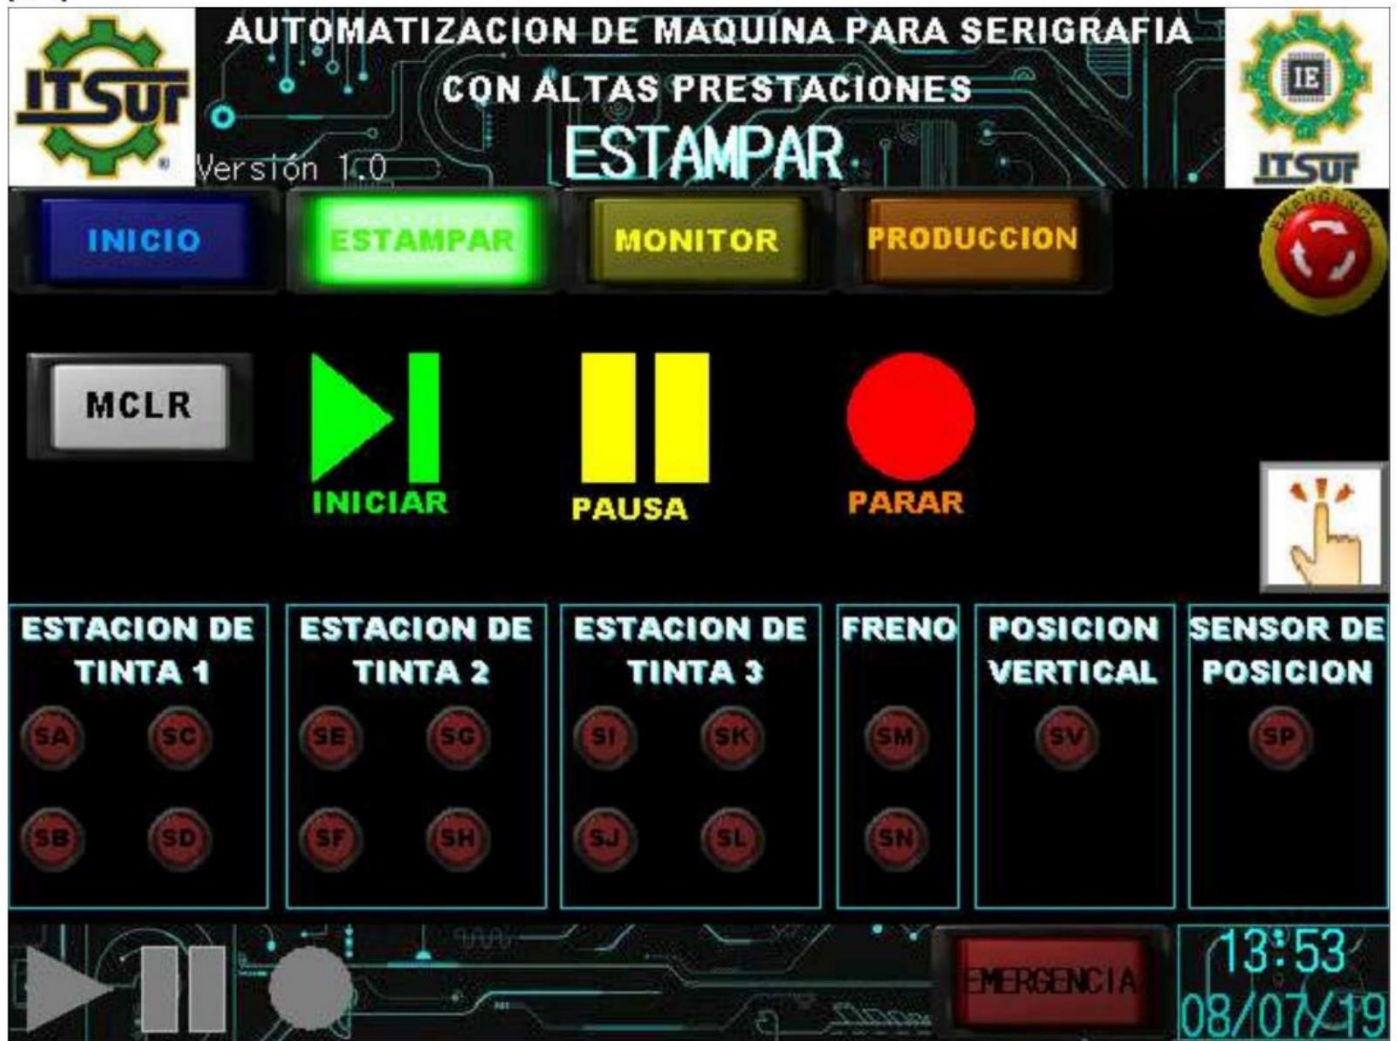 AUTOMATIZACION DE MAQUINA PARA SERIGRAFIA
CON ALTAS PRESTACIONES
ESTAMPAR
Versión 1.0
ITSur
IE
ITSur
INICIO
ESTAMPAR
MONITOR
PRODUCCION
EMERGENCY
MCLR
INICIAR
PAUSA
PARAR
ESTACION DE
TINTA 1
SA SC
SB SD
ESTACION DE
TINTA 2
SE SG
SF SH
ESTACION DE
TINTA 3
SI SK
SJ SL
FRENO
SM
SN
POSICION
VERTICAL
SV
SENSOR DE
POSICION
SP
EMERGENCIA
13:53
08/07/19